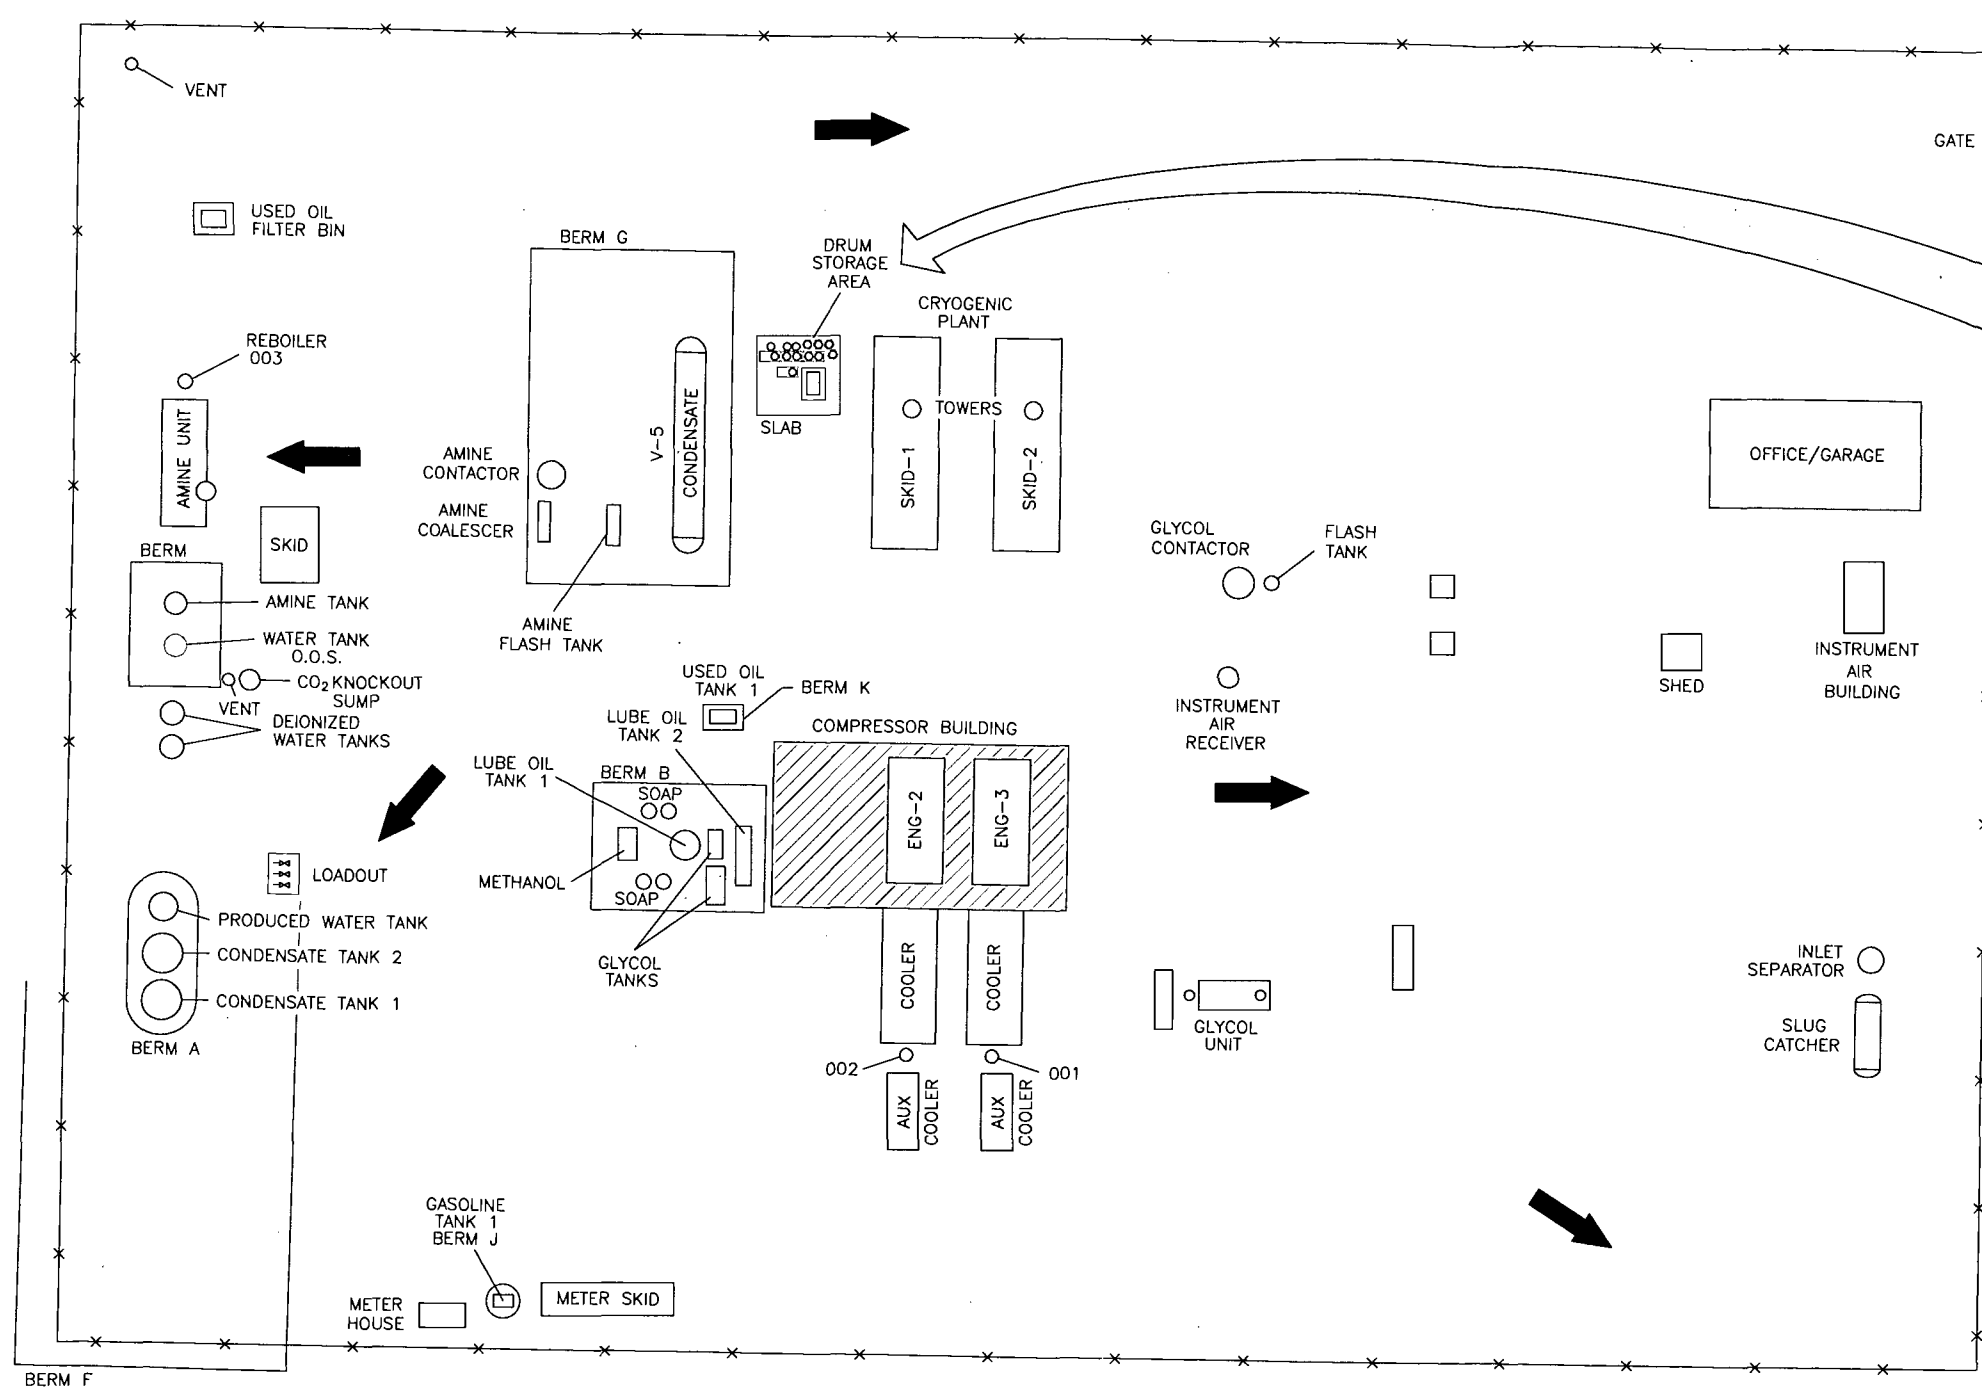 VENT
GATE
USED OIL
FILTER BIN
BERM G
DRUM
STORAGE
AREA
CRYOGENIC
PLANT
REBOILER
003
AMINE UNIT
V-5
CONDENSATE
SLAB
TOWERS
SKID-1
SKID-2
OFFICE/GARAGE
AMINE
CONTACTOR
AMINE
COALESCER
SKID
BERM
GLYCOL
CONTACTOR
FLASH
TANK
AMINE TANK
WATER TANK
O.O.S.
AMINE
FLASH TANK
CO2 KNOCKOUT
SUMP
VENT
DEIONIZED
WATER TANKS
USED OIL
TANK 1
BERM K
SHED
INSTRUMENT
AIR
BUILDING
INSTRUMENT
AIR
RECEIVER
LUBE OIL
TANK 2
COMPRESSOR BUILDING
LUBE OIL
TANK 1
BERM B
SOAP
ENG-2
ENG-3
LOADOUT
METHANOL
SOAP
PRODUCED WATER TANK
CONDENSATE TANK 2
CONDENSATE TANK 1
BERM A
GLYCOL
TANKS
COOLER
COOLER
INLET
SEPARATOR
GLYCOL
UNIT
SLUG
CATCHER
002
001
AUX
COOLER
AUX
COOLER
GASOLINE
TANK 1
BERM J
METER
HOUSE
METER SKID
BERM F